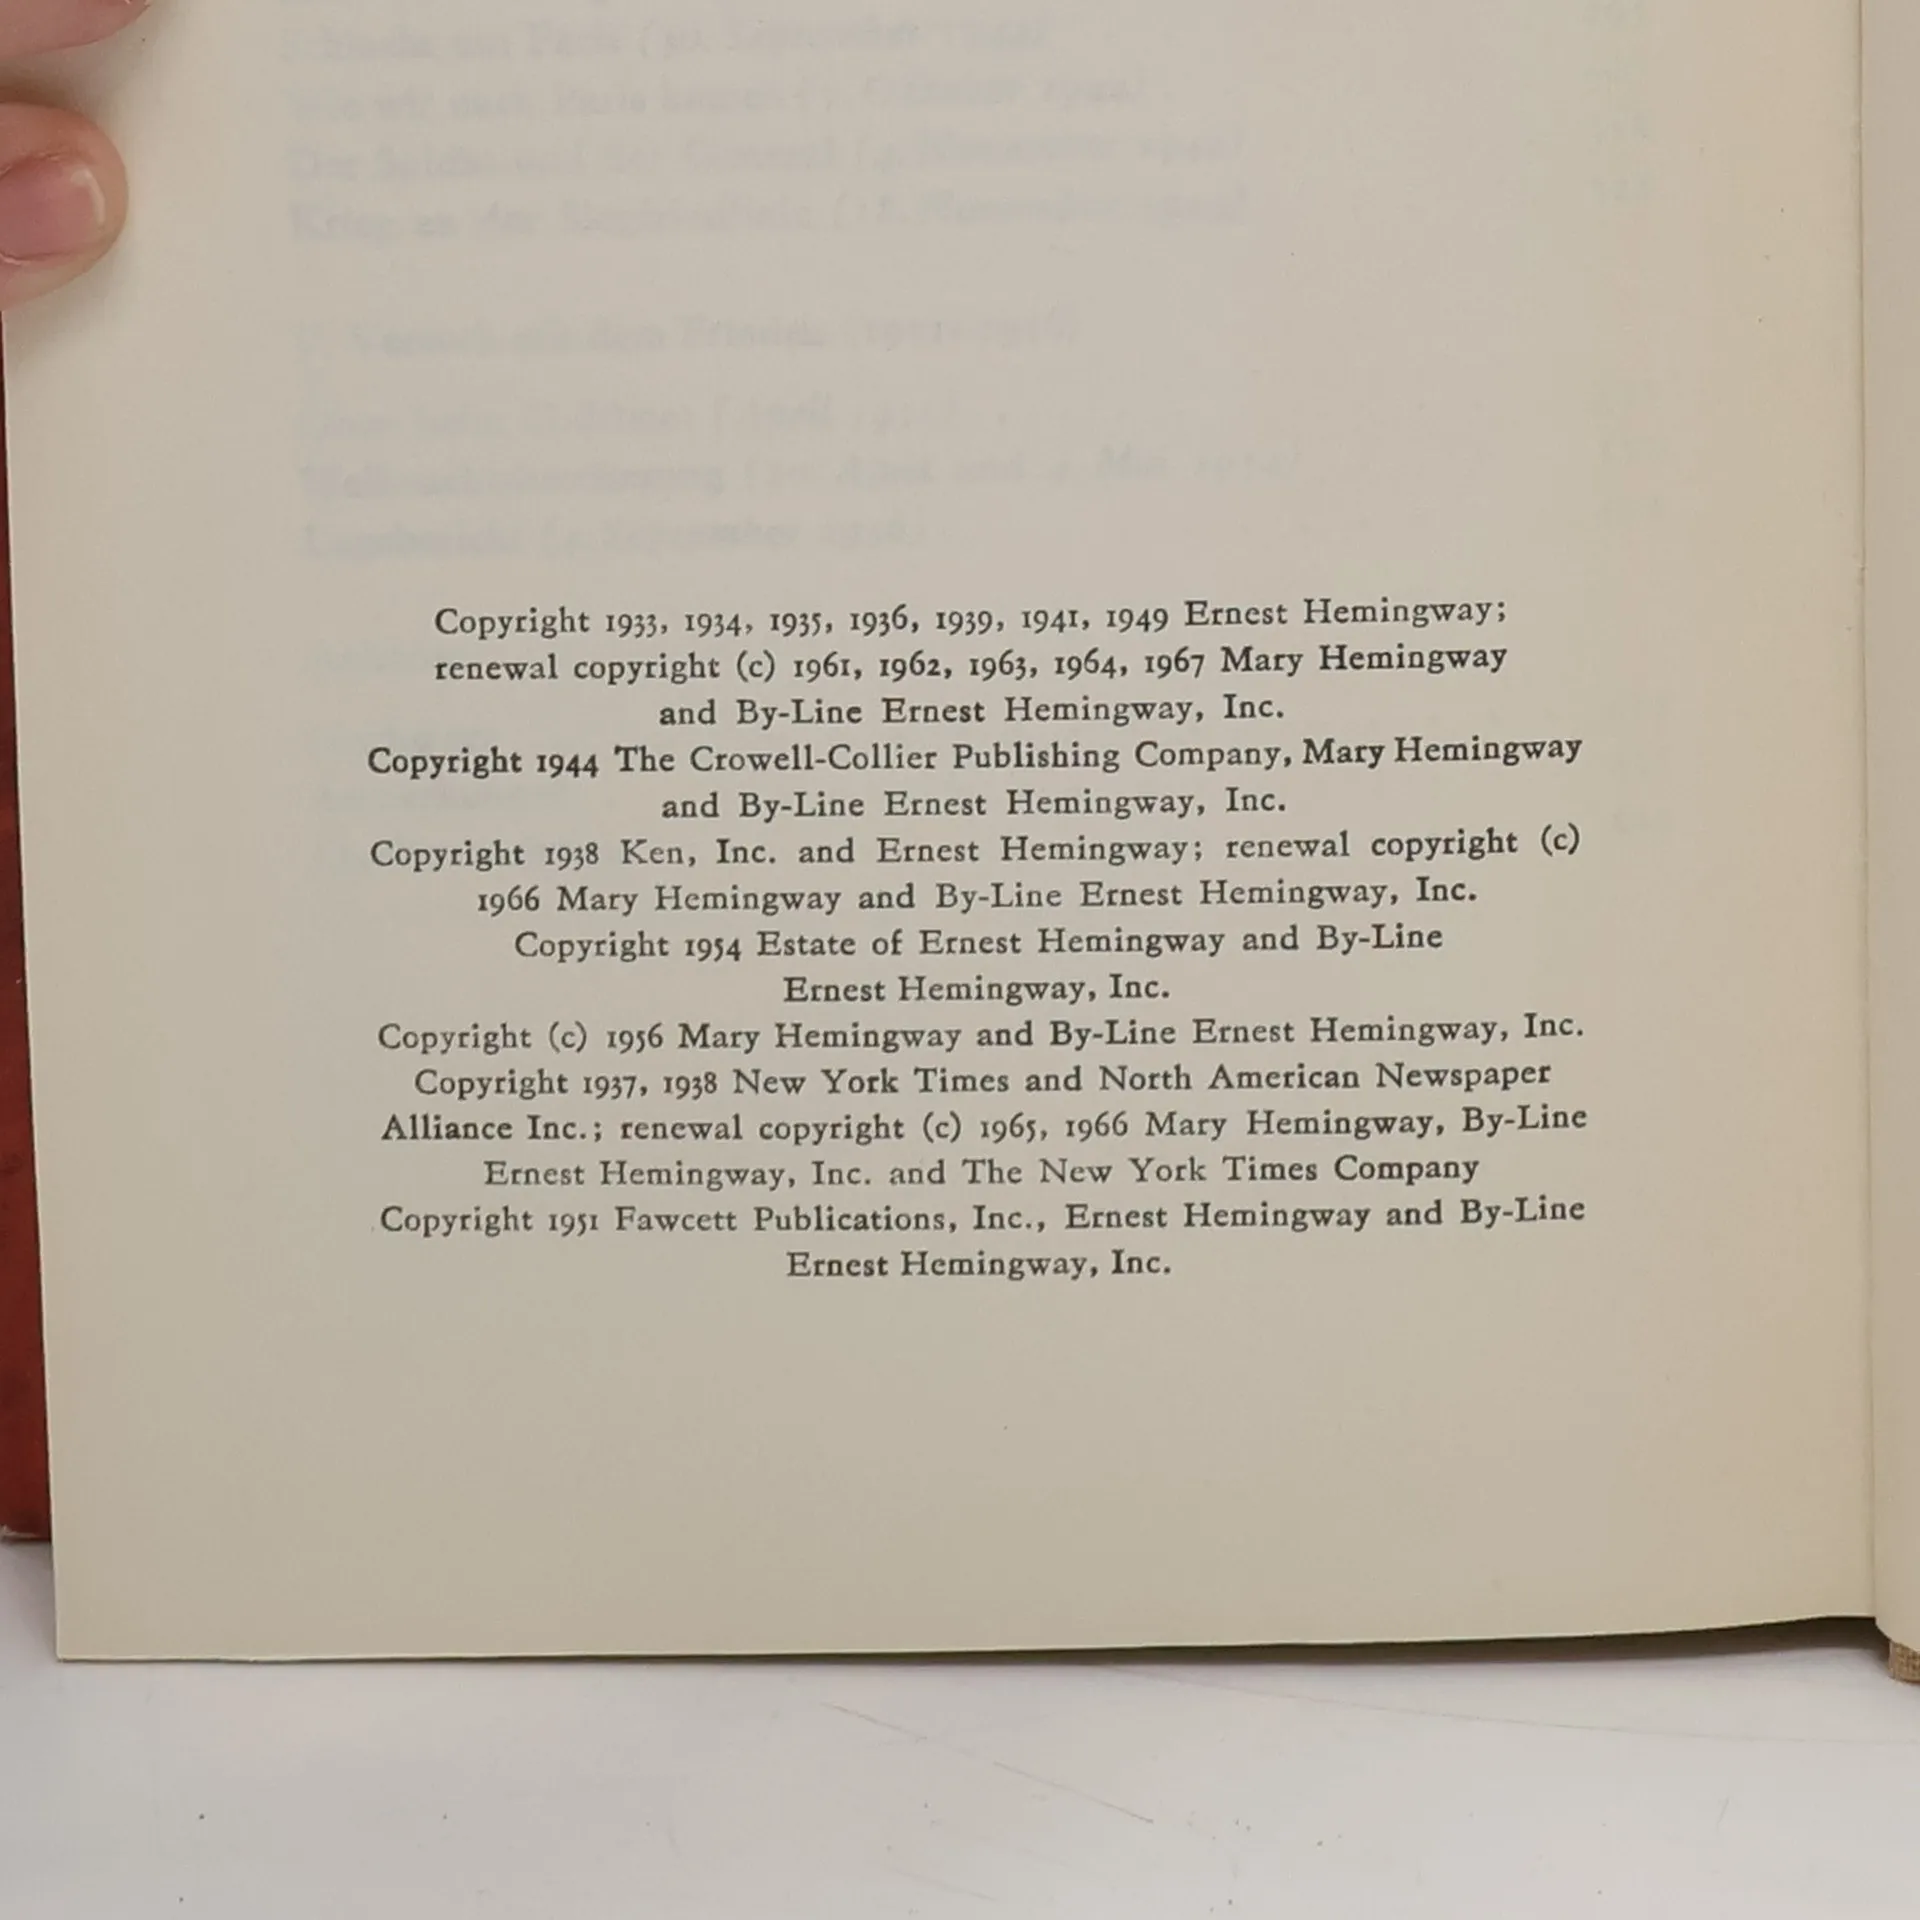 Copyright 1933, 1934, 1935, 1936, 1939, 1941, 1949 Ernest Hemingway;
renewal copyright (c) 1961, 1962, 1963, 1964, 1967 Mary Hemingway
and By-Line Ernest Hemingway, Inc.
Copyright 1944 The Crowell-Collier Publishing Company, Mary Hemingway
and By-Line Ernest Hemingway, Inc.
Copyright 1938 Ken, Inc. and Ernest Hemingway; renewal copyright (c)
1966 Mary Hemingway and By-Line Ernest Hemingway, Inc.
Copyright 1954 Estate of Ernest Hemingway and By-Line
Ernest Hemingway, Inc.
Copyright (c) 1956 Mary Hemingway and By-Line Ernest Hemingway, Inc.
Copyright 1937, 1938 New York Times and North American Newspaper
Alliance Inc.; renewal copyright (c) 1965, 1966 Mary Hemingway, By-Line
Ernest Hemingway, Inc. and The New York Times Company
Copyright 1951 Fawcett Publications, Inc., Ernest Hemingway and By-Line
Ernest Hemingway, Inc.